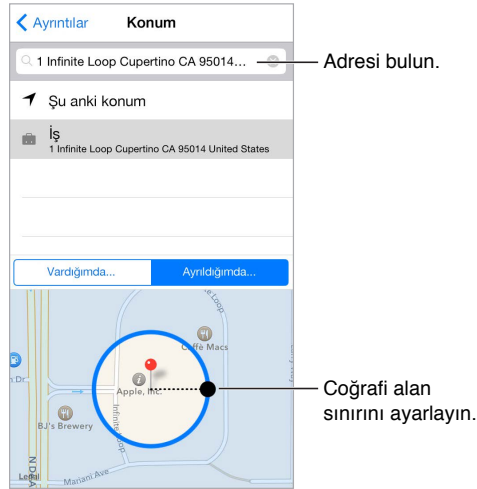 Ayrıntılar
Konum
1 Infinite Loop Cupertino CA 95014…
Adresi bulun.
Şu anki konum
İş
1 Infinite Loop Cupertino CA 95014 United States
Vardığımda...
Ayrıldığımda...
Loop
Caffè Macs
Dr
Apple, Inc.
Infinite Loop
BJ's Brewery
Coğrafi alan
sınırını ayarlayın.
N D
Legal
Mariani Ave